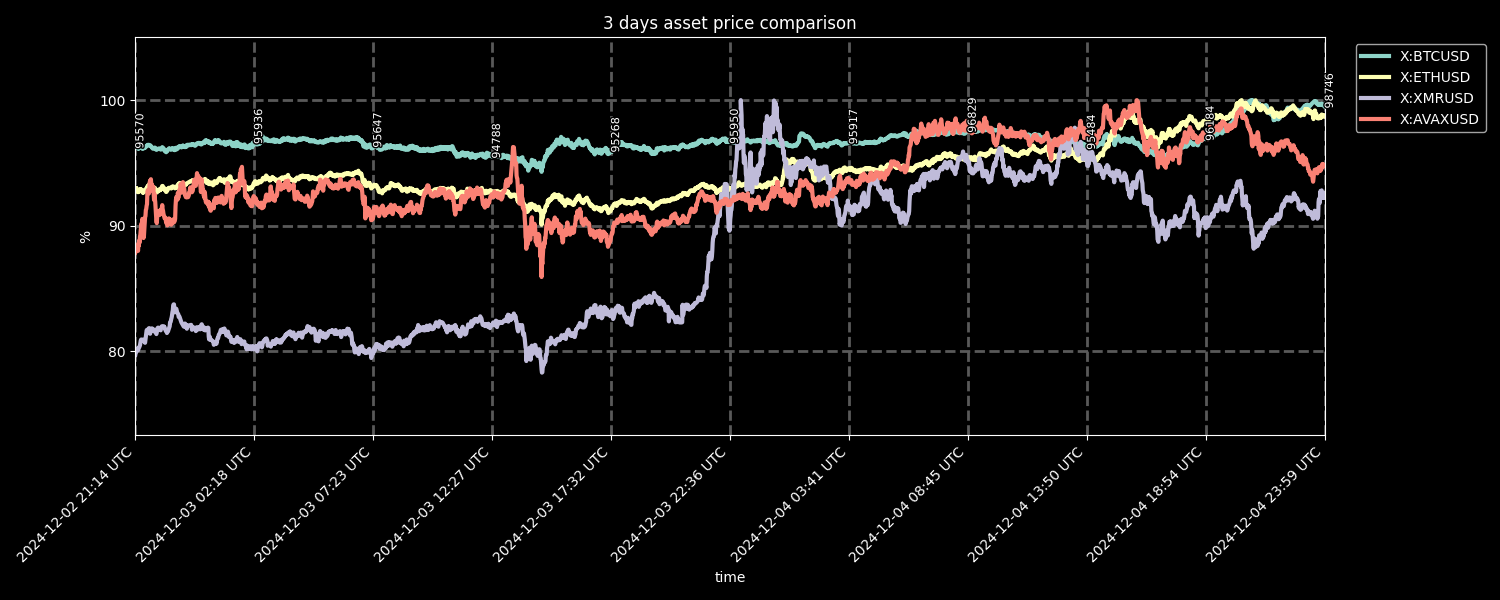 3 days asset price comparison
X:BTCUSD
X:ETHUSD
X:XMRUSD
X:AVAXUSD
100
90
80
%
95570
95936
95647
94788
95268
95950
95917
96829
96484
96184
98746
2024-12-02 21:14 UTC
2024-12-03 02:18 UTC
2024-12-03 07:23 UTC
2024-12-03 12:27 UTC
2024-12-03 17:32 UTC
2024-12-03 22:36 UTC
2024-12-04 03:41 UTC
2024-12-04 08:45 UTC
2024-12-04 13:50 UTC
2024-12-04 18:54 UTC
2024-12-04 23:59 UTC
time